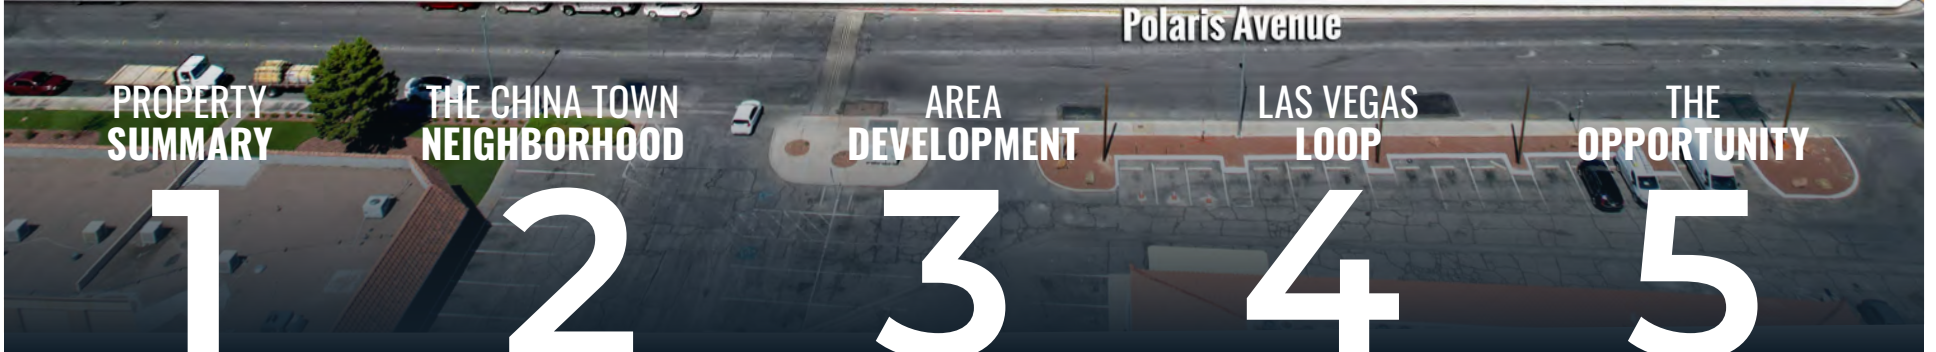 Polaris Avenue
PROPERTY
SUMMARY
1
THE CHINA TOWN
NEIGHBORHOOD
2
AREA
DEVELOPMENT
3
LAS VEGAS
LOOP
4
THE
OPPORTUNITY
5